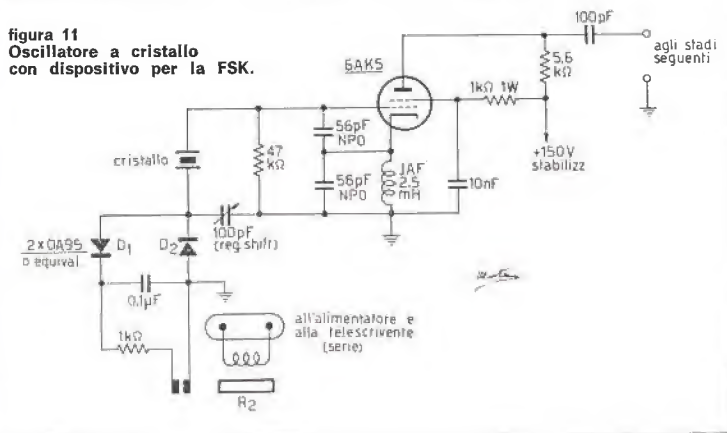 figura 11
Oscillatore a cristallo
con dispositivo per la FSK.
100pF
agli stadi
seguenti
6AK5
5,6
kΩ
1kΩ 1W
+150V
stabilizz
56pF
NPO
47
kΩ
cristallo
56pF
NPO
JAF
2,5
mH
10nF
100pF
(reg.shift)
2×OA95
o equival.
D1
D2
0.1µF
1kΩ
all'alimentatore e
alla telescrivente
(serie)
R2